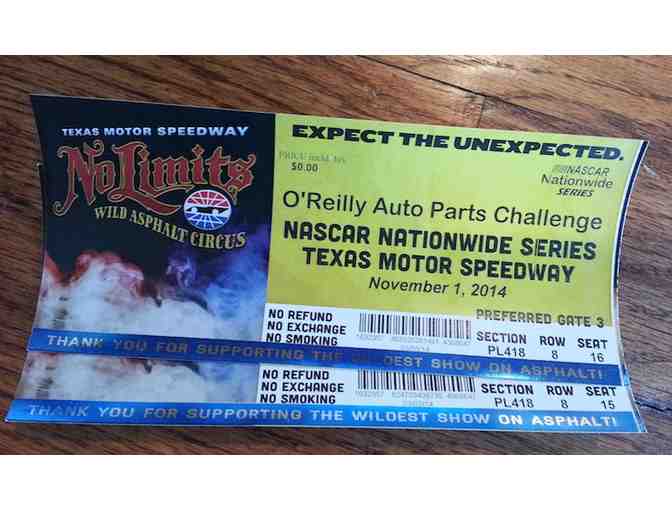 TEXAS MOTOR SPEEDWAY
No Limits
WILD ASPHALT CIRCUS
EXPECT THE UNEXPECTED.
PRICE incld. tax
$0.00
NASCAR
Nationwide
SERIES
O'Reilly Auto Parts Challenge
NASCAR NATIONWIDE SERIES
TEXAS MOTOR SPEEDWAY
November 1, 2014
PREFERRED GATE 3
NO REFUND
NO EXCHANGE
NO SMOKING
SECTION ROW SEAT
PL418 8 16
THANK YOU FOR SUPPORTING THE WILDEST SHOW ON ASPHALT!
NO REFUND
NO EXCHANGE
NO SMOKING
SECTION ROW SEAT
PL418 8 15
THANK YOU FOR SUPPORTING THE WILDEST SHOW ON ASPHALT!